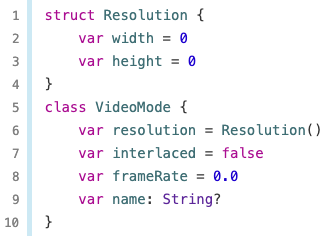 1 struct Resolution {
2     var width = 0
3     var height = 0
4 }
5 class VideoMode {
6     var resolution = Resolution()
7     var interlaced = false
8     var frameRate = 0.0
9     var name: String?
10 }